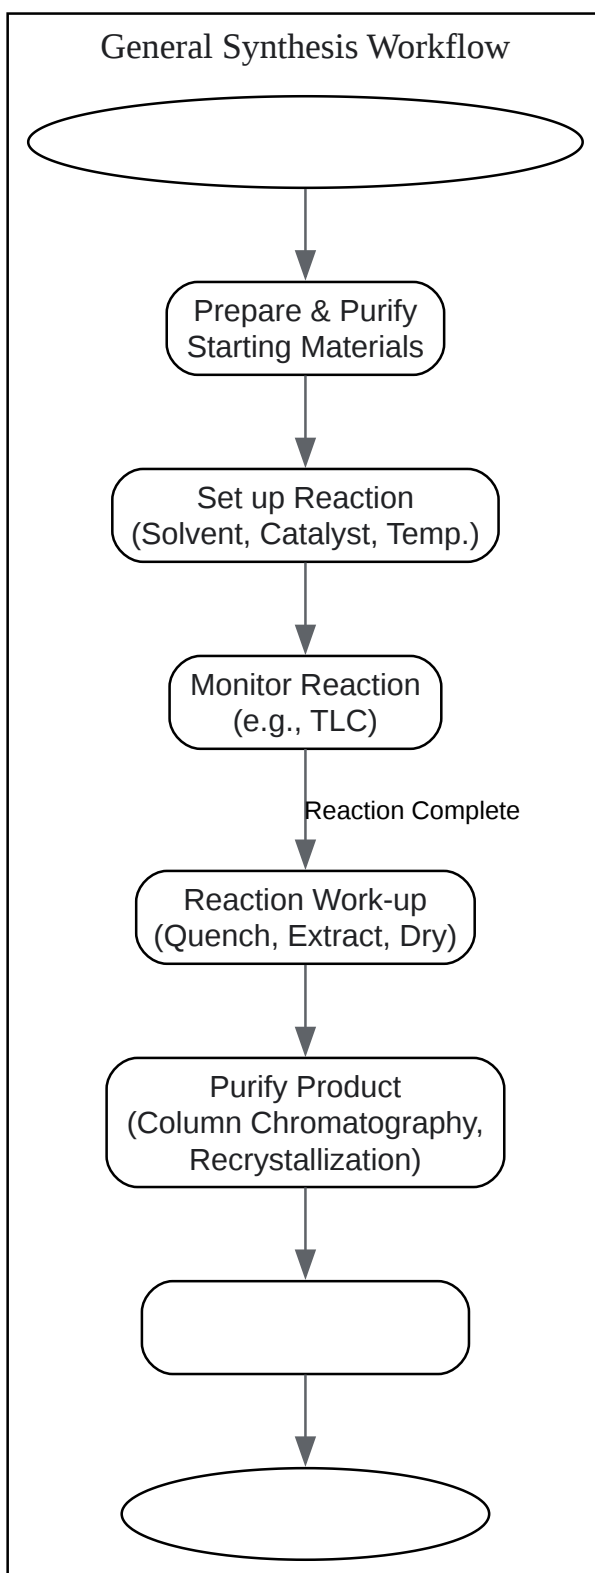 General Synthesis Workflow
Prepare & Purify
Starting Materials
Set up Reaction
(Solvent, Catalyst, Temp.)
Monitor Reaction
(e.g., TLC)
Reaction Complete
Reaction Work-up
(Quench, Extract, Dry)
Purify Product
(Column Chromatography,
Recrystallization)